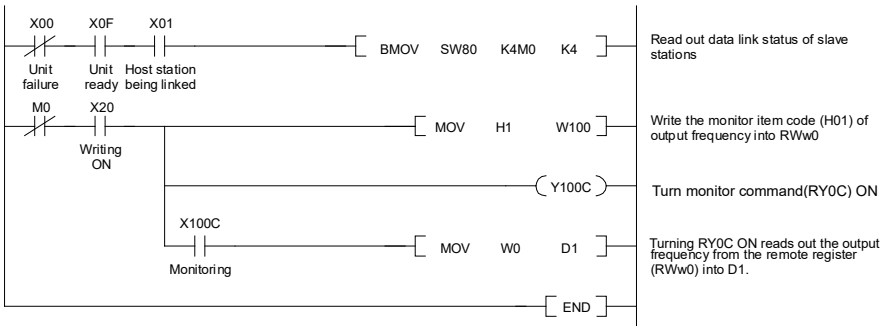 X00 X0F X01
BMOV SW80 K4M0 K4
Read out data link status of slave
stations
Unit Unit Host station
failure ready being linked
M0 X20
MOV H1 W100
Write the monitor item code (H01) of
output frequency into RWw0
Writing
ON
Y100C
Turn monitor command(RY0C) ON
X100C
MOV W0 D1
Turning RY0C ON reads out the output
frequency from the remote register
(RWw0) into D1.
Monitoring
END